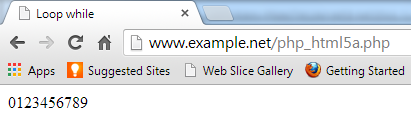 Loop while
www.example.net/php_html5a.php
Apps Suggested Sites Web Slice Gallery Getting Started
0123456789